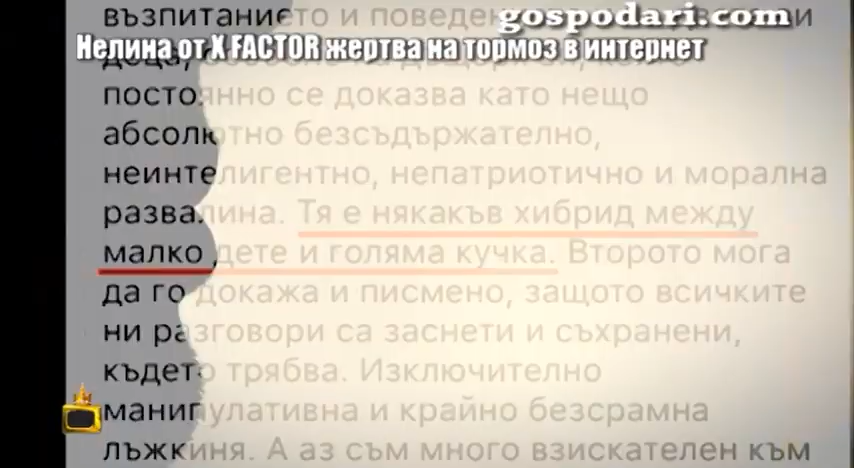 възпитанието и
gospodari.com
Нелина от X FACTOR жертва на тормоз в интернет
постоянно се доказва като нещо
абсолютно безсъдържателно,
неинтелигентно, непатриотично и морална
развалина. Тя е някакъв хибрид между
малко дете и голяма кучка. Второто мога
да го докажа и писмено, защото всичките
ни разговори са заснети и съхранени,
където трябва. Изключително
манипулативна и крайно безсрамна
лъжкиня. А аз съм много взискателен към